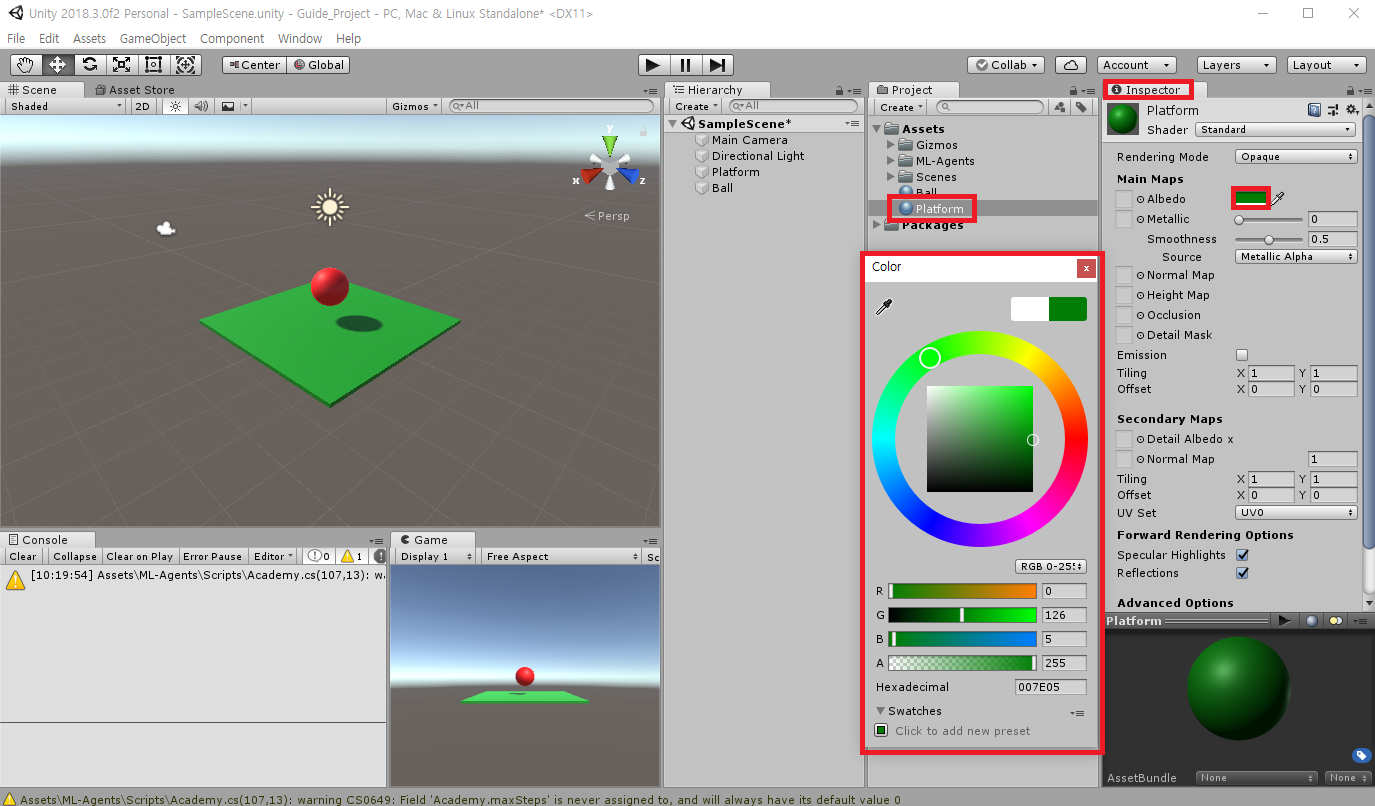 Unity 2018.3.0f2 Personal - SampleScene.unity - Guide_Project - PC, Mac & Linux Standalone* <DX11>
File Edit Assets GameObject Component Window Help
Center Global Collab Account Layers Layout
Scene Asset Store
Shaded 2D Gizmos All
y
x z
Persp
Hierarchy
Create All
SampleScene*
Main Camera
Directional Light
Platform
Ball
Project
Create
Assets
Gizmos
ML-Agents
Scenes
Ball
Platform
Packages
Color
RGB 0-255
R 0
G 126
B 5
A 255
Hexadecimal 007E05
Swatches
Click to add new preset
Inspector
Platform
Shader Standard
Rendering Mode Opaque
Main Maps
Albedo
Metallic 0
Smoothness 0.5
Source Metallic Alpha
Normal Map
Height Map
Occlusion
Detail Mask
Emission
Tiling X 1 Y 1
Offset X 0 Y 0
Secondary Maps
Detail Albedo x
Normal Map 1
Tiling X 1 Y 1
Offset X 0 Y 0
UV Set UV0
Forward Rendering Options
Specular Highlights
Reflections
Advanced Options
Platform
AssetBundle None None
Console
Clear Collapse Clear on Play Error Pause Editor 0 1
[10:19:54] Assets\ML-Agents\Scripts\Academy.cs(107,13): wa
Game
Display 1 Free Aspect Sc
Assets\ML-Agents\Scripts\Academy.cs(107,13): warning CS0649: Field 'Academy.maxSteps' is never assigned to, and will always have its default value 0